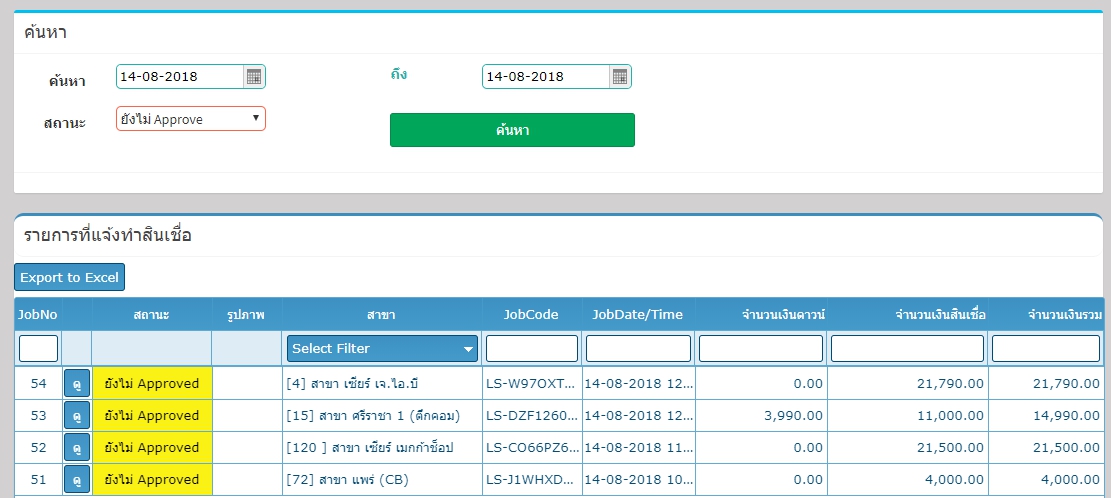 ค้นหา
ค้นหา 14-08-2018 ถึง 14-08-2018
สถานะ ยังไม่ Approve ค้นหา
รายการที่แจ้งทำสินเชื่อ
Export to Excel
JobNo สถานะ รูปภาพ สาขา JobCode JobDate/Time จำนวนเงินดาวน์ จำนวนเงินสินเชื่อ จำนวนเงินรวม
Select Filter
54 ดู ยังไม่ Approved [4] สาขา เซียร์ เจ.ไอ.บี LS-W97OXT... 14-08-2018 12... 0.00 21,790.00 21,790.00
53 ดู ยังไม่ Approved [15] สาขา ศรีราชา 1 (ตึกคอม) LS-DZF1260... 14-08-2018 12... 3,990.00 11,000.00 14,990.00
52 ดู ยังไม่ Approved [120 ] สาขา เซียร์ เมกก้าช็อป LS-CO66PZ6... 14-08-2018 11... 0.00 21,500.00 21,500.00
51 ดู ยังไม่ Approved [72] สาขา แพร่ (CB) LS-J1WHXD... 14-08-2018 10... 0.00 4,000.00 4,000.00